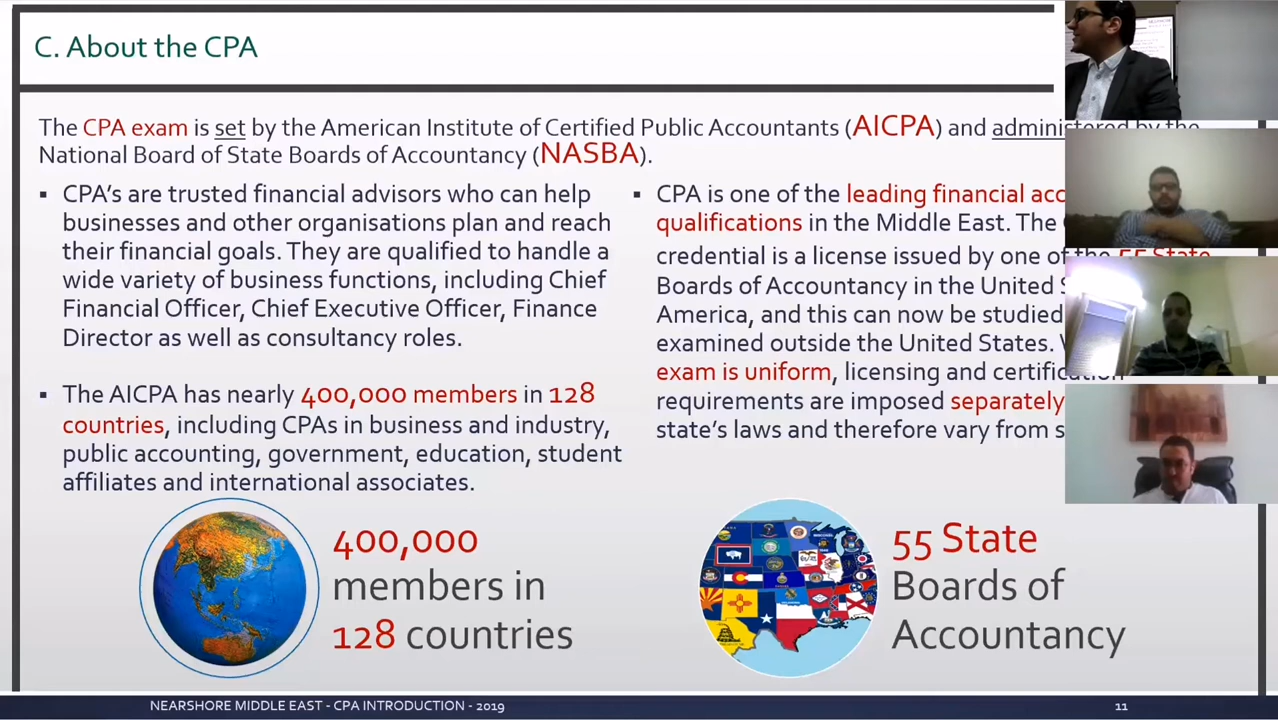 C. About the CPA
The CPA exam is set by the American Institute of Certified Public Accountants (AICPA) and administered by the
National Board of State Boards of Accountancy (NASBA).
▪ CPA's are trusted financial advisors who can help
businesses and other organisations plan and reach
their financial goals. They are qualified to handle a
wide variety of business functions, including Chief
Financial Officer, Chief Executive Officer, Finance
Director as well as consultancy roles.
▪ The AICPA has nearly 400,000 members in 128
countries, including CPAs in business and industry,
public accounting, government, education, student
affiliates and international associates.
▪ CPA is one of the leading financial
qualifications in the Middle East. The
credential is a license issued by one of the 55 State
Boards of Accountancy in the United
America, and this can now be studied
examined outside the United States.
exam is uniform, licensing and certification
requirements are imposed separately
state's laws and therefore vary from
400,000
members in
128 countries
55 State
Boards of
Accountancy
NEARSHORE MIDDLE EAST - CPA INTRODUCTION - 2019
11